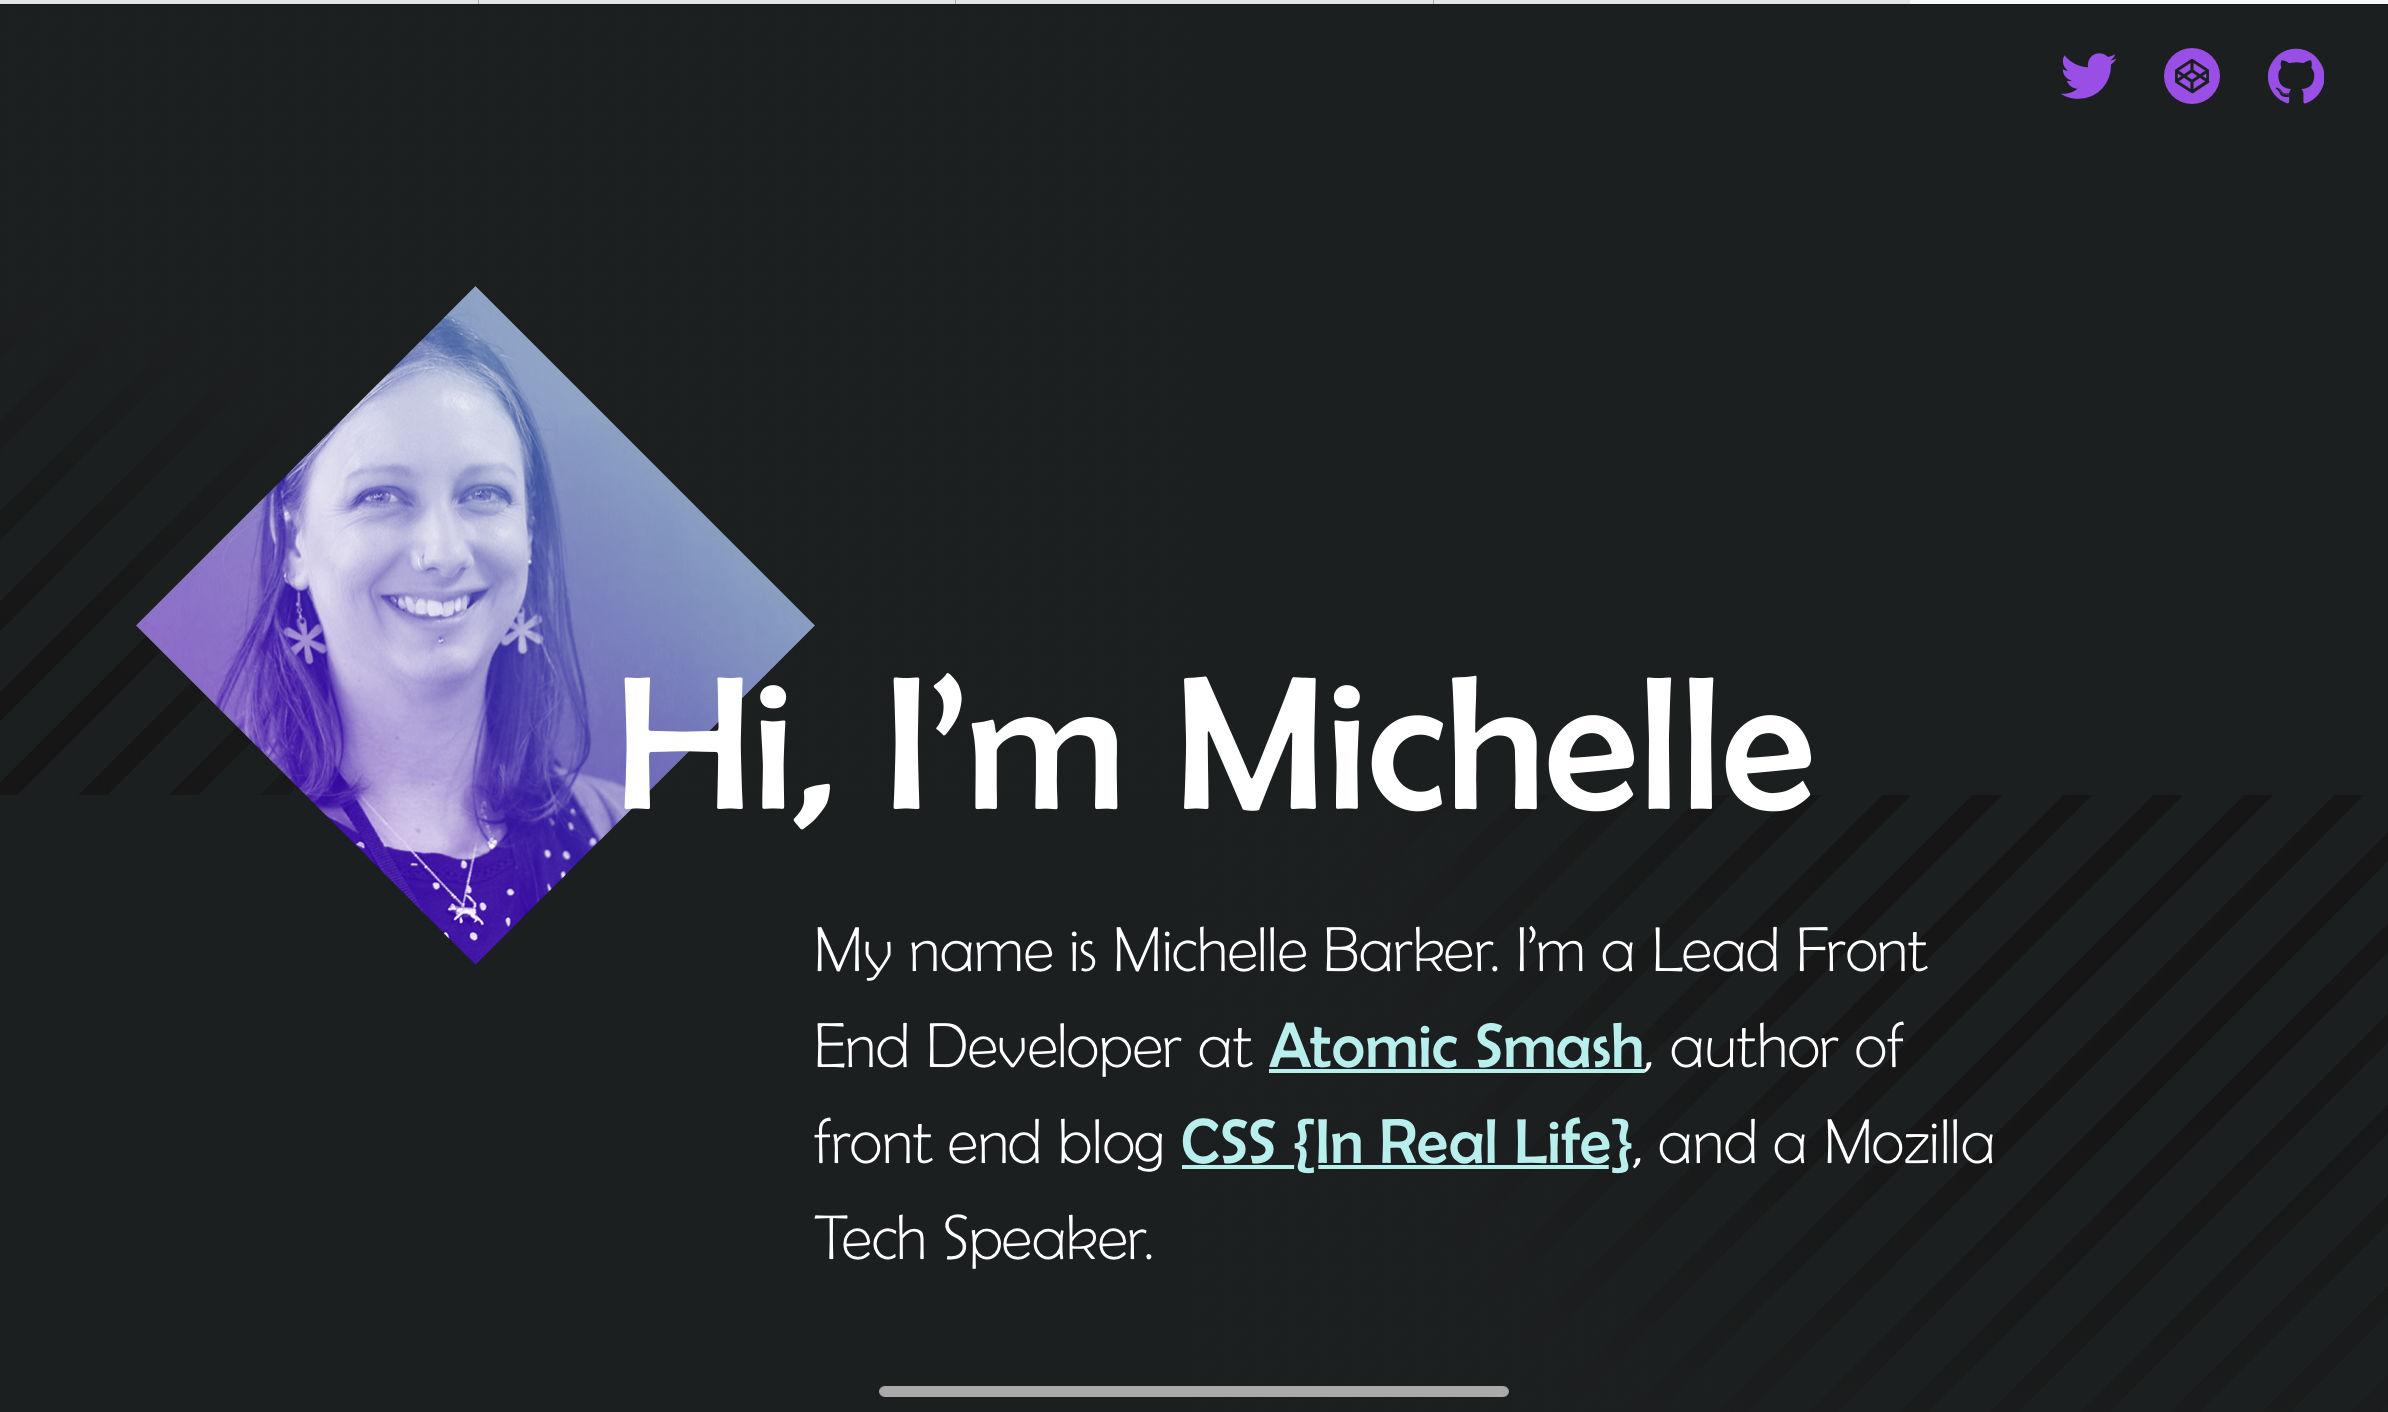 Hi, I’m Michelle
My name is Michelle Barker. I’m a Lead Front
End Developer at Atomic Smash, author of
front end blog CSS {In Real Life}, and a Mozilla
Tech Speaker.